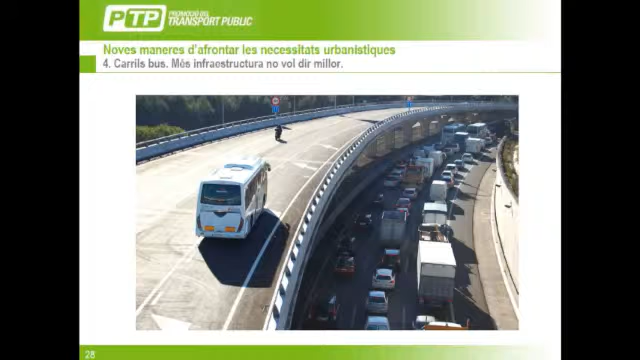 PTP PROMOCIÓ DEL
TRANSPORT PUBLIC
Noves maneres d'afrontar les necessitats urbanistiques
4. Carrils bus. Més infraestructura no vol dir millor.
28